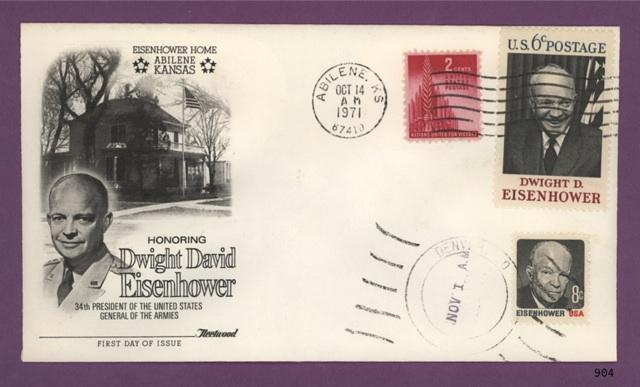 EISENHOWER HOME
ABILENE
KANSAS
HONORING
Dwight David
Eisenhower
34th PRESIDENT OF THE UNITED STATES
GENERAL OF THE ARMIES
Fleetwood
FIRST DAY OF ISSUE
ABILENE, KS
OCT 14
A M
1971
67410
2 CENTS
POSTAGE
NATIONS UNITED FOR VICTORY
U.S. 6c POSTAGE
DWIGHT D.
EISENHOWER
NOV 1 A.M.
8c
EISENHOWER USA
904